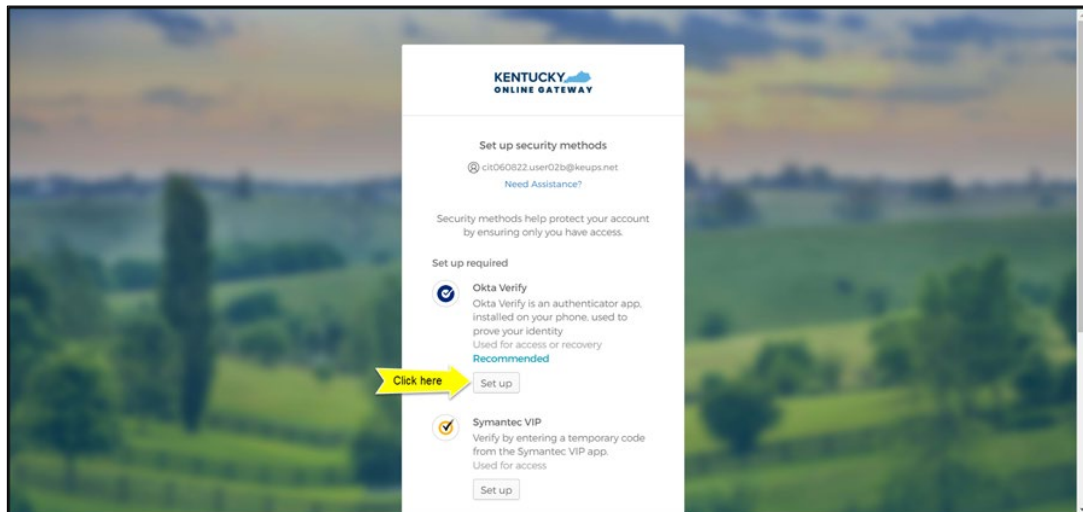 KENTUCKY
ONLINE GATEWAY
Set up security methods
cit060822.user02b@keups.net
Need Assistance?
Security methods help protect your account
by ensuring only you have access.
Set up required
Okta Verify
Okta Verify is an authenticator app,
installed on your phone, used to
prove your identity
Used for access or recovery
Recommended
Click here
Set up
Symantec VIP
Verify by entering a temporary code
from the Symantec VIP app.
Used for access
Set up